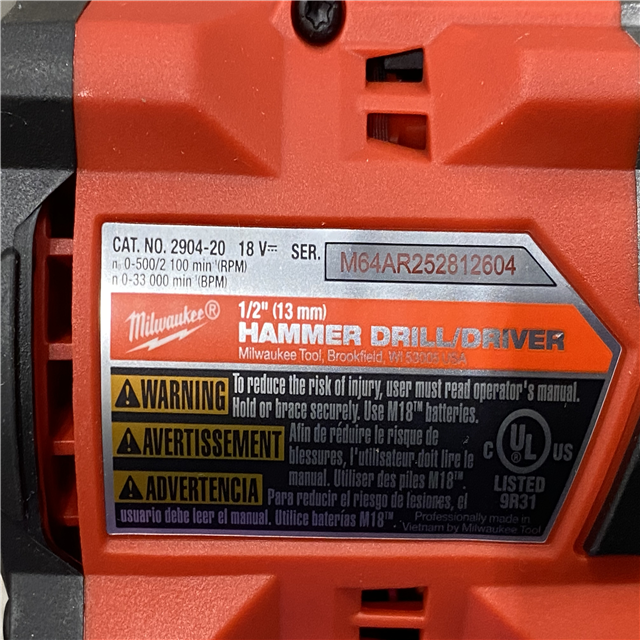 CAT. NO. 2904-20 18 V⎓ SER. M64AR252812604
n₀ 0-500/2 100 min⁻¹(RPM)
n 0-33 000 min⁻¹(BPM)
Milwaukee®
1/2" (13 mm)
HAMMER DRILL/DRIVER
Milwaukee Tool, Brookfield, WI 53005 USA
WARNING To reduce the risk of injury, user must read operator's manual.
Hold or brace securely. Use M18™ batteries.
AVERTISSEMENT Afin de réduire le risque de
blessures, l'utilisateur doit lire le
manual. Utiliser des piles M18™
ADVERTENCIA Para reducir el riesgo de lesiones, el
usuario debe leer el manual. Utilice baterías M18™.
C UL US
LISTED
9R31
Professionally made in
Vietnam by Milwaukee Tool